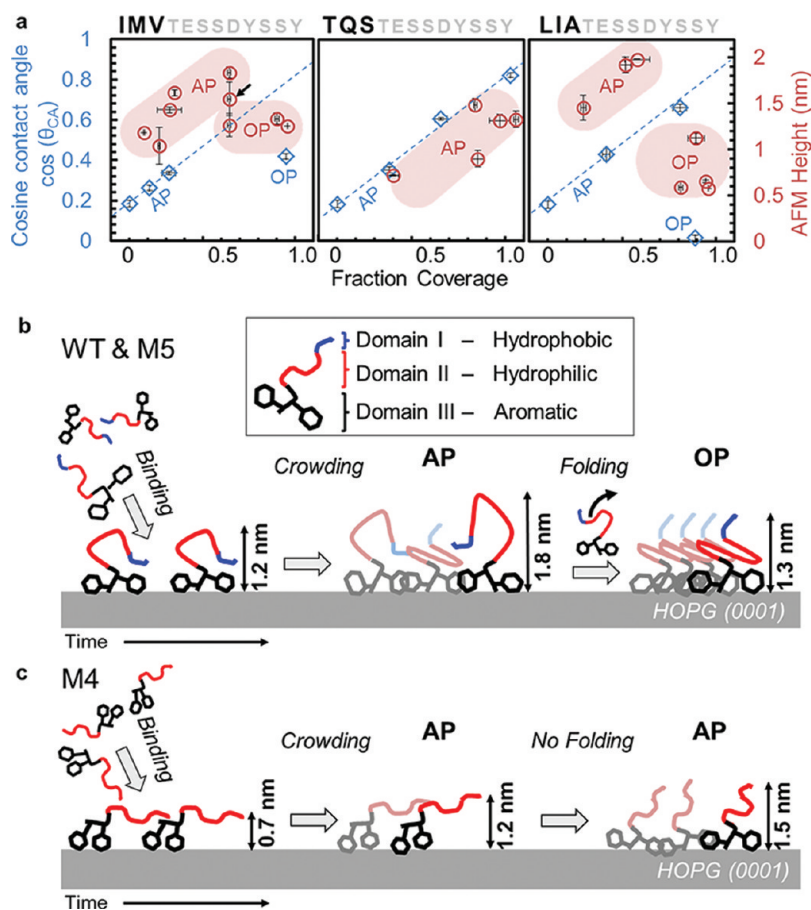 a
IMVTESSDYSSY TQSTESSDYSSY LIATESSDYSSY
Cosine contact angle
cos (θCA)
1
0.8
0.6
0.4
0.2
0
AP
OP
AP
OP
AP
AP
AP
OP
AP
OP
2
1.5
1
0.5
0
AFM Height (nm)
0 0.5 1.0 0 0.5 1.0 0 0.5 1.0
Fraction Coverage
b
WT & M5
Domain I – Hydrophobic
Domain II – Hydrophilic
Domain III – Aromatic
Binding
Crowding
AP
Folding
OP
1.2 nm
1.8 nm
1.3 nm
HOPG (0001)
Time
c
M4
Binding
Crowding
AP
No Folding
AP
0.7 nm
1.2 nm
1.5 nm
HOPG (0001)
Time